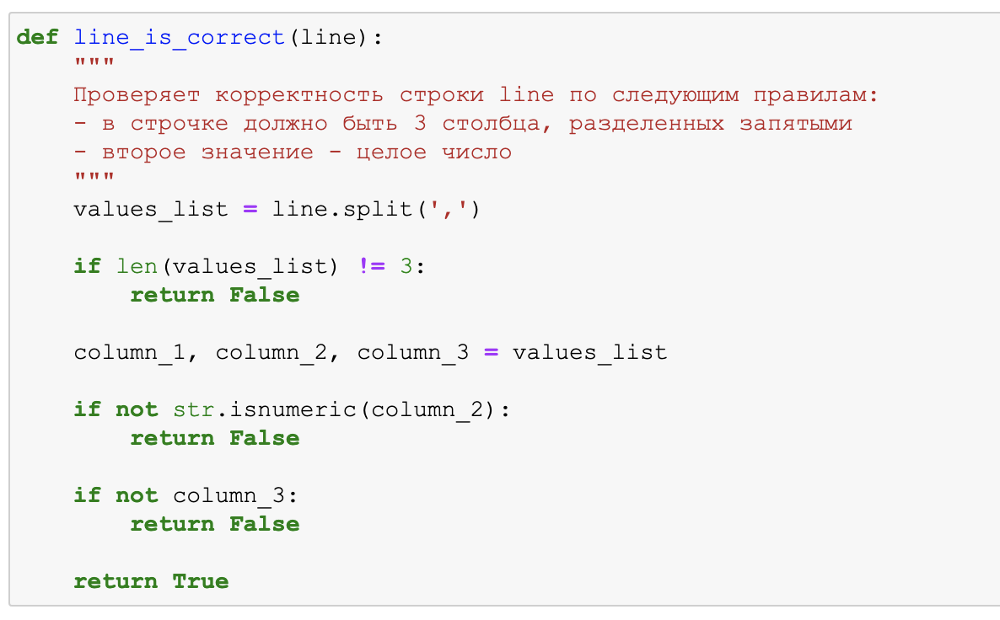 def line_is_correct(line):
    """
    Проверяет корректность строки line по следующим правилам:
    - в строчке должно быть 3 столбца, разделенных запятыми
    - второе значение - целое число
    """
    values_list = line.split(',')

    if len(values_list) != 3:
        return False

    column_1, column_2, column_3 = values_list

    if not str.isnumeric(column_2):
        return False

    if not column_3:
        return False

    return True